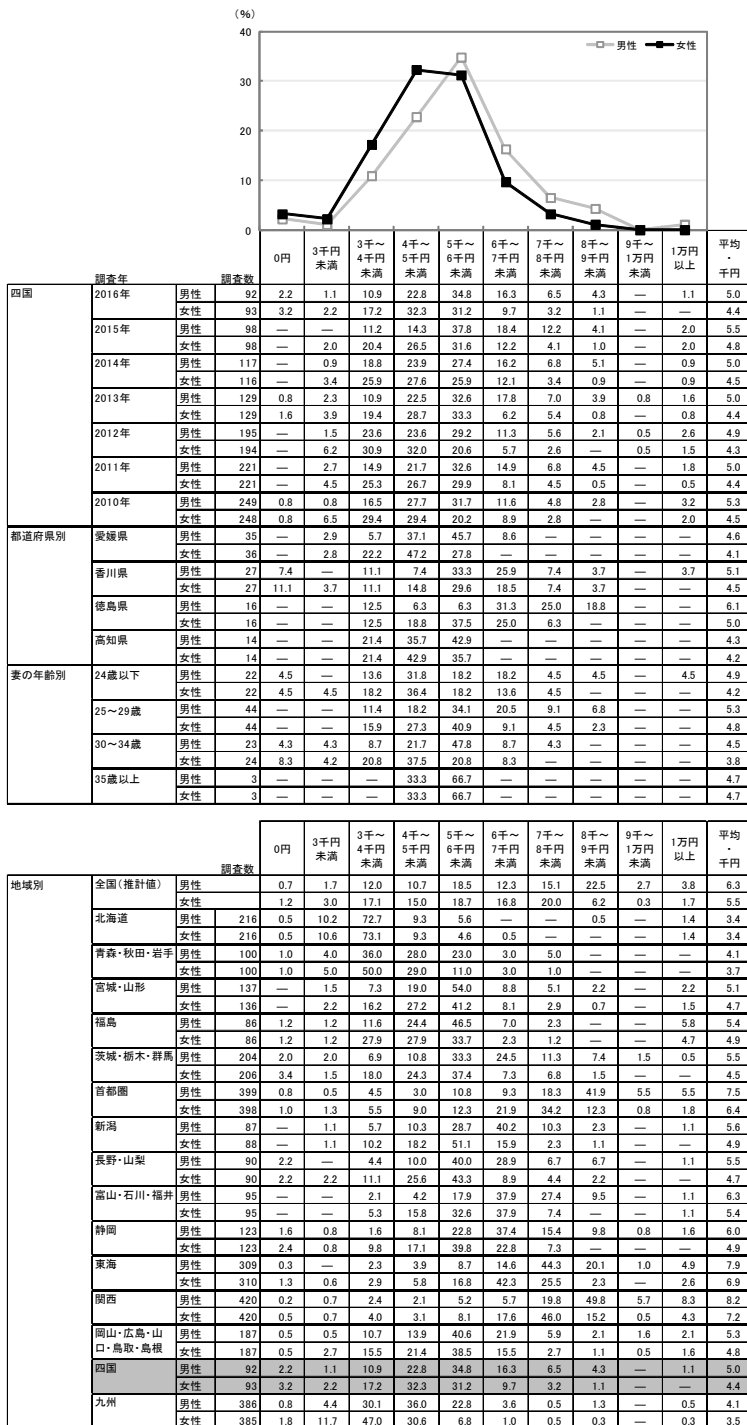 （％）
40
30
20
10
0
男性 女性
調査年 調査数 0円 3千円未満 3千～4千円未満 4千～5千円未満 5千～6千円未満 6千～7千円未満 7千～8千円未満 8千～9千円未満 9千～1万円未満 1万円以上 平均・千円
四国 2016年 男性 92 2.2 1.1 10.9 22.8 34.8 16.3 6.5 4.3 — 1.1 5.0
女性 93 3.2 2.2 17.2 32.3 31.2 9.7 3.2 1.1 — — 4.4
2015年 男性 98 — — 11.2 14.3 37.8 18.4 12.2 4.1 — 2.0 5.5
女性 98 — 2.0 20.4 26.5 31.6 12.2 4.1 1.0 — 2.0 4.8
2014年 男性 117 — 0.9 18.8 23.9 27.4 16.2 6.8 5.1 — 0.9 5.0
女性 116 — 3.4 25.9 27.6 25.9 12.1 3.4 0.9 — 0.9 4.5
2013年 男性 129 0.8 2.3 10.9 22.5 32.6 17.8 7.0 3.9 0.8 1.6 5.0
女性 129 1.6 3.9 19.4 28.7 33.3 6.2 5.4 0.8 — 0.8 4.4
2012年 男性 195 — 1.5 23.6 23.6 29.2 11.3 5.6 2.1 0.5 2.6 4.9
女性 194 — 6.2 30.9 32.0 20.6 5.7 2.6 — 0.5 1.5 4.3
2011年 男性 221 — 2.7 14.9 21.7 32.6 14.9 6.8 4.5 — 1.8 5.0
女性 221 — 4.5 25.3 26.7 29.9 8.1 4.5 0.5 — 0.5 4.4
2010年 男性 249 0.8 0.8 16.5 27.7 31.7 11.6 4.8 2.8 — 3.2 5.3
女性 248 0.8 6.5 29.4 29.4 20.2 8.9 2.8 — — 2.0 4.5
都道府県別 愛媛県 男性 35 — 2.9 5.7 37.1 45.7 8.6 — — — — 4.6
女性 36 — 2.8 22.2 47.2 27.8 — — — — — 4.1
香川県 男性 27 7.4 — 11.1 7.4 33.3 25.9 7.4 3.7 — 3.7 5.1
女性 27 11.1 3.7 11.1 14.8 29.6 18.5 7.4 3.7 — — 4.5
徳島県 男性 16 — — 12.5 6.3 6.3 31.3 25.0 18.8 — — 6.1
女性 16 — — 12.5 18.8 37.5 25.0 6.3 — — — 5.0
高知県 男性 14 — — 21.4 35.7 42.9 — — — — — 4.3
女性 14 — — 21.4 42.9 35.7 — — — — — 4.2
妻の年齢別 24歳以下 男性 22 4.5 — 13.6 31.8 18.2 18.2 4.5 4.5 — 4.5 4.9
女性 22 4.5 4.5 18.2 36.4 18.2 13.6 4.5 — — — 4.2
25～29歳 男性 44 — — 11.4 18.2 34.1 20.5 9.1 6.8 — — 5.3
女性 44 — — 15.9 27.3 40.9 9.1 4.5 2.3 — — 4.8
30～34歳 男性 23 4.3 4.3 8.7 21.7 47.8 8.7 4.3 — — — 4.5
女性 24 8.3 4.2 20.8 37.5 20.8 8.3 — — — — 3.8
35歳以上 男性 3 — — — 33.3 66.7 — — — — — 4.7
女性 3 — — — 33.3 66.7 — — — — — 4.7
調査数 0円 3千円未満 3千～4千円未満 4千～5千円未満 5千～6千円未満 6千～7千円未満 7千～8千円未満 8千～9千円未満 9千～1万円未満 1万円以上 平均・千円
地域別 全国（推計値） 男性 0.7 1.7 12.0 10.7 18.5 12.3 15.1 22.5 2.7 3.8 6.3
女性 1.2 3.0 17.1 15.0 18.7 16.8 20.0 6.2 0.3 1.7 5.5
北海道 男性 216 0.5 10.2 72.7 9.3 5.6 — — 0.5 — 1.4 3.4
女性 216 0.5 10.6 73.1 9.3 4.6 0.5 — — — 1.4 3.4
青森・秋田・岩手 男性 100 1.0 4.0 36.0 28.0 23.0 3.0 5.0 — — — 4.1
女性 100 1.0 5.0 50.0 29.0 11.0 3.0 1.0 — — — 3.7
宮城・山形 男性 137 — 1.5 7.3 19.0 54.0 8.8 5.1 2.2 — 2.2 5.1
女性 136 — 2.2 16.2 27.2 41.2 8.1 2.9 0.7 — 1.5 4.7
福島 男性 86 1.2 1.2 11.6 24.4 46.5 7.0 2.3 — — 5.8 5.4
女性 86 1.2 1.2 27.9 27.9 33.7 2.3 1.2 — — 4.7 4.9
茨城・栃木・群馬 男性 204 2.0 2.0 6.9 10.8 33.3 24.5 11.3 7.4 1.5 0.5 5.5
女性 206 3.4 1.5 18.0 24.3 37.4 7.3 6.8 1.5 — — 4.5
首都圏 男性 399 0.8 0.5 4.5 3.0 10.8 9.3 18.3 41.9 5.5 5.5 7.5
女性 398 1.0 1.3 5.5 9.0 12.3 21.9 34.2 12.3 0.8 1.8 6.4
新潟 男性 87 — 1.1 5.7 10.3 28.7 40.2 10.3 2.3 — 1.1 5.6
女性 88 — 1.1 10.2 18.2 51.1 15.9 2.3 1.1 — — 4.9
長野・山梨 男性 90 2.2 — 4.4 10.0 40.0 28.9 6.7 6.7 — 1.1 5.5
女性 90 2.2 2.2 11.1 25.6 43.3 8.9 4.4 2.2 — — 4.7
富山・石川・福井 男性 95 — — 2.1 4.2 17.9 37.9 27.4 9.5 — 1.1 6.3
女性 95 — — 5.3 15.8 32.6 37.9 7.4 — — 1.1 5.4
静岡 男性 123 1.6 0.8 1.6 8.1 22.8 37.4 15.4 9.8 0.8 1.6 6.0
女性 123 2.4 0.8 9.8 17.1 39.8 22.8 7.3 — — — 4.9
東海 男性 309 0.3 — 2.3 3.9 8.7 14.6 44.3 20.1 1.0 4.9 7.9
女性 310 1.3 0.6 2.9 5.8 16.8 42.3 25.5 2.3 — 2.6 6.9
関西 男性 420 0.2 0.7 2.4 2.1 5.2 5.7 19.8 49.8 5.7 8.3 8.2
女性 420 0.5 0.7 4.0 3.1 8.1 17.6 46.0 15.2 0.5 4.3 7.2
岡山・広島・山口・鳥取・島根 男性 187 0.5 0.5 10.7 13.9 40.6 21.9 5.9 2.1 1.6 2.1 5.3
女性 187 0.5 2.7 15.5 21.4 38.5 15.5 2.7 1.1 0.5 1.6 4.8
四国 男性 92 2.2 1.1 10.9 22.8 34.8 16.3 6.5 4.3 — 1.1 5.0
女性 93 3.2 2.2 17.2 32.3 31.2 9.7 3.2 1.1 — — 4.4
九州 男性 386 0.8 4.4 30.1 36.0 22.8 3.6 0.5 1.3 — 0.5 4.1
女性 385 1.8 11.7 47.0 30.6 6.8 1.0 0.5 0.3 — 0.3 3.5